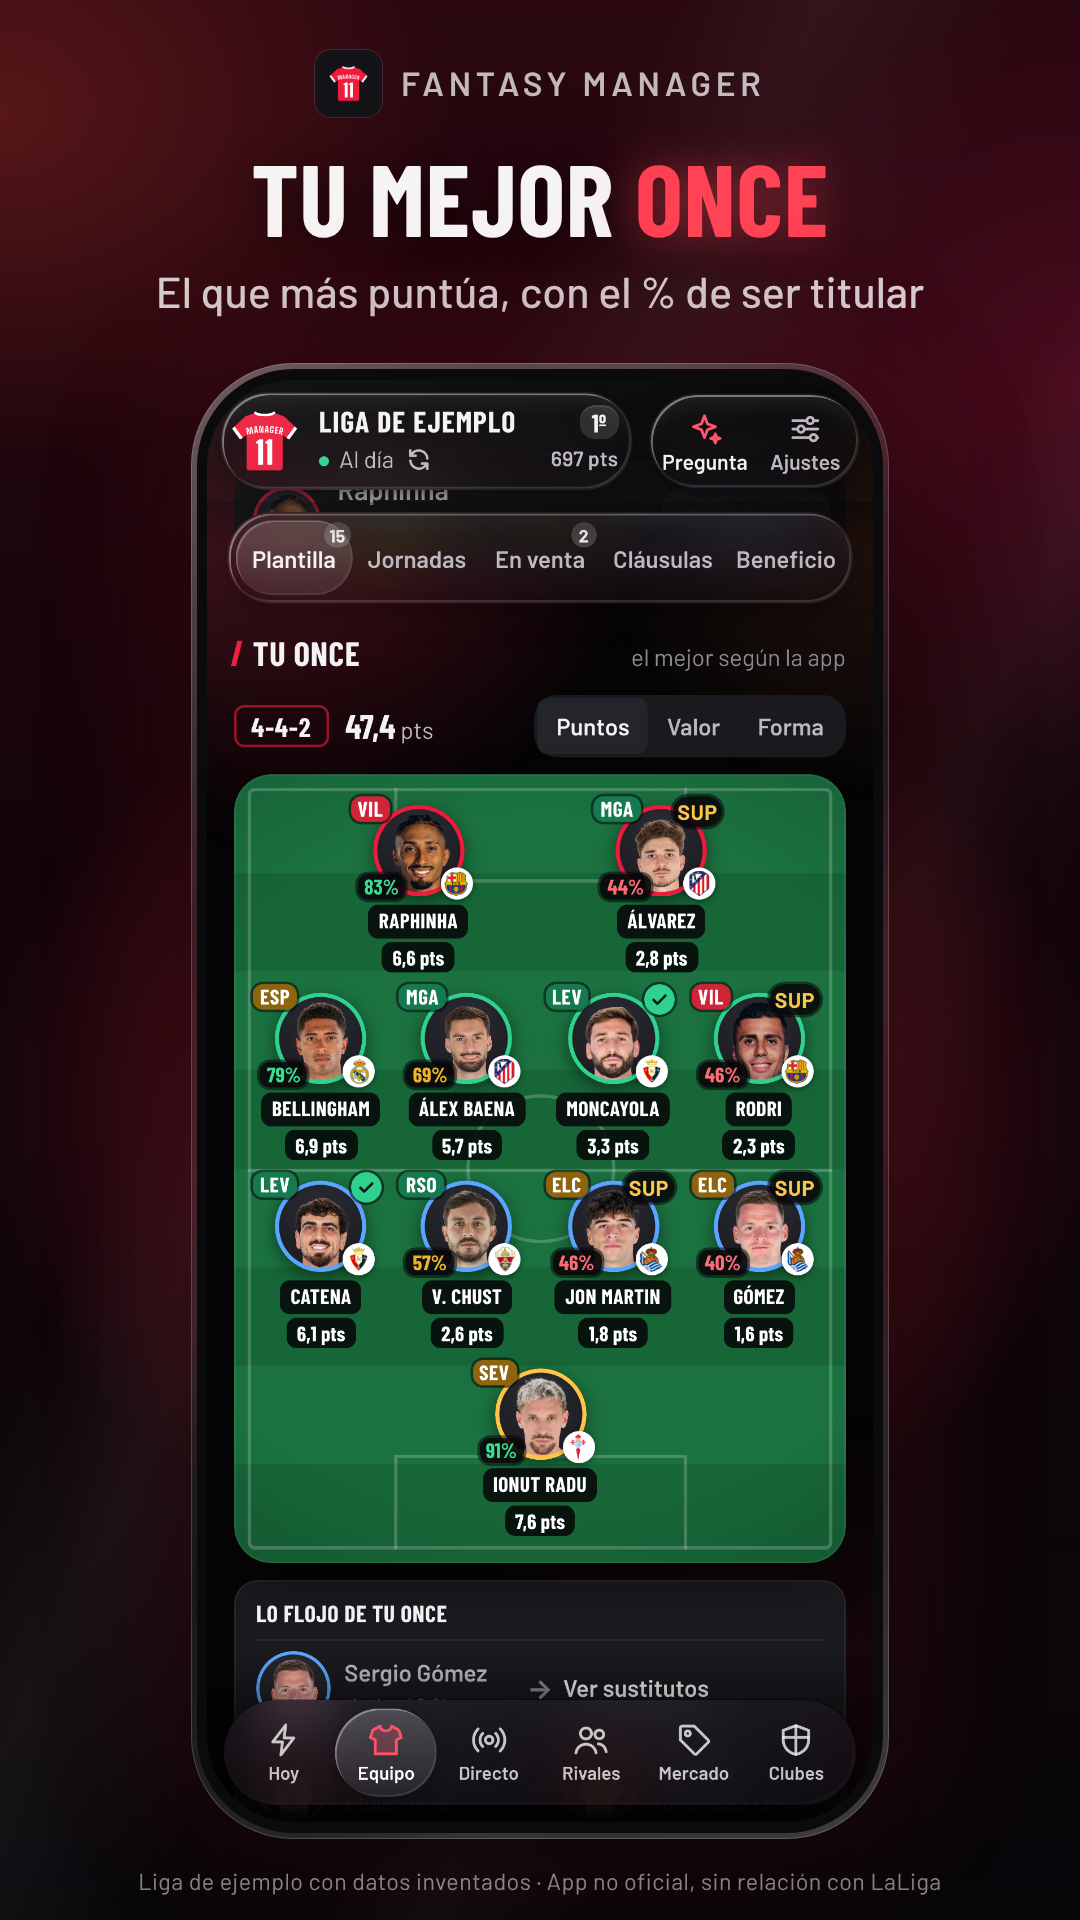 MANAGER
11
FANTASY MANAGER
TU MEJOR ONCE
El que más puntúa, con el % de ser titular
MANAGER
11
LIGA DE EJEMPLO
1º
Al día
697 pts
Pregunta
Ajustes
Raphinha
Plantilla
15
Jornadas
En venta
2
Cláusulas
Beneficio
/ TU ONCE
el mejor según la app
4-4-2
47,4 pts
Puntos
Valor
Forma
VIL
83%
RAPHINHA
6,6 pts
MGA
SUP
44%
ÁLVAREZ
2,8 pts
ESP
79%
BELLINGHAM
6,9 pts
MGA
69%
ÁLEX BAENA
5,7 pts
LEV
MONCAYOLA
3,3 pts
VIL
SUP
46%
RODRI
2,3 pts
LEV
CATENA
6,1 pts
RSO
57%
V. CHUST
2,6 pts
ELC
SUP
46%
JON MARTIN
1,8 pts
ELC
SUP
40%
GÓMEZ
1,6 pts
SEV
91%
IONUT RADU
7,6 pts
LO FLOJO DE TU ONCE
Sergio Gómez
→ Ver sustitutos
Hoy
Equipo
Directo
Rivales
Mercado
Clubes
Liga de ejemplo con datos inventados · App no oficial, sin relación con LaLiga